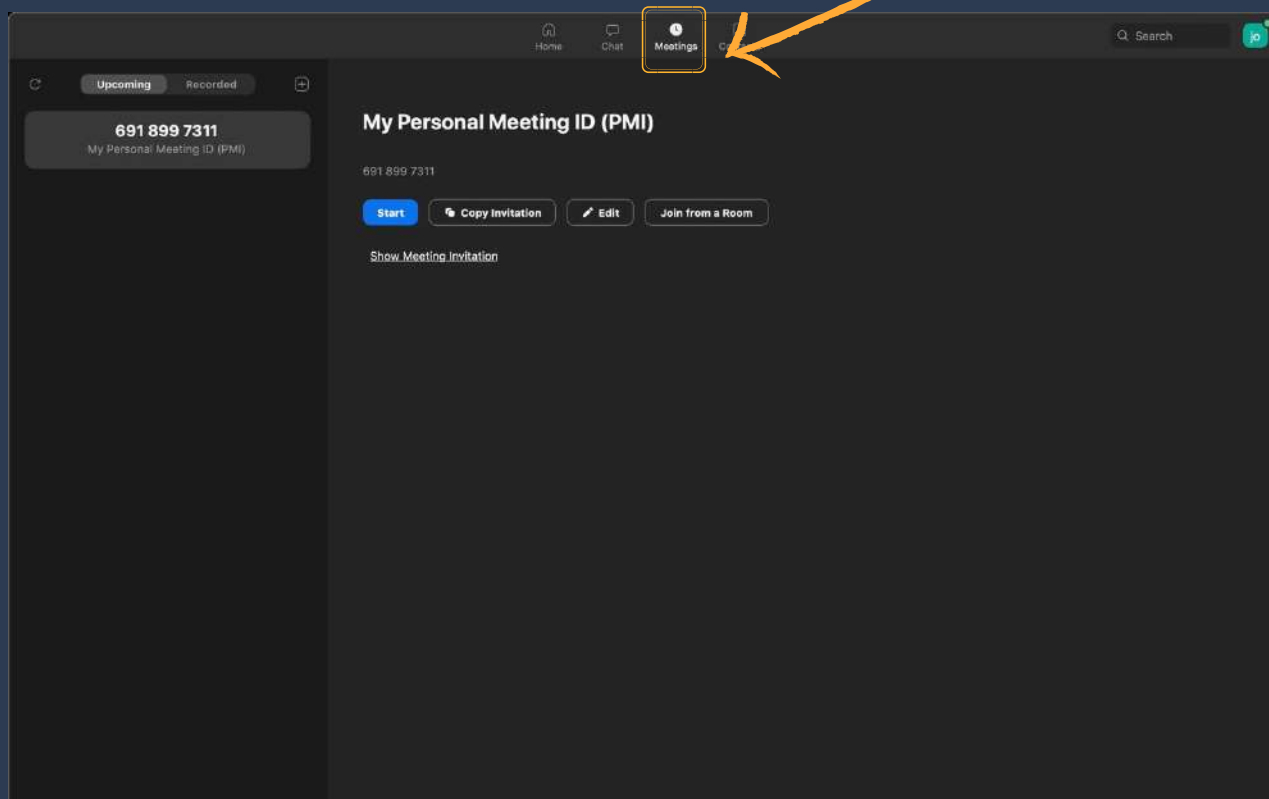 Home Chat Meetings
Search
jo
Upcoming Recorded
691 899 7311
My Personal Meeting ID (PMI)
My Personal Meeting ID (PMI)
691 899 7311
Start Copy Invitation Edit Join from a Room
Show Meeting Invitation